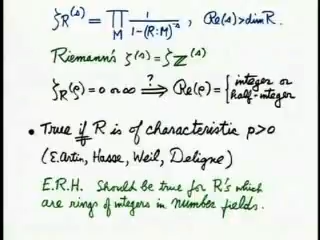 ζ_R(s) = ∏_M 1/(1-(R:M)^-s) , Re(s)>dim R.
Riemann's ζ(s) = ζ_Z(s)
ζ_R(ρ) = 0 or ∞ ⟹? Re(ρ) = { integer or half-integer
• True if R is of characteristic p>0
(E.Artin, Hasse, Weil, Deligne)
E.R.H. Should be true for R's which
are rings of integers in number fields.